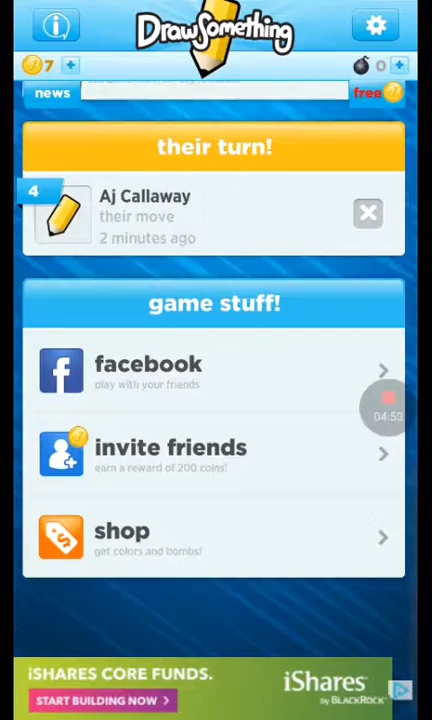 DrawSomething
7 + 0 +
news free
their turn!
4
Aj Callaway
their move
2 minutes ago
game stuff!
facebook
play with your friends
04:53
invite friends
earn a reward of 200 coins!
shop
get colors and bombs!
iSHARES CORE FUNDS.
START BUILDING NOW >
iShares
by BLACKROCK